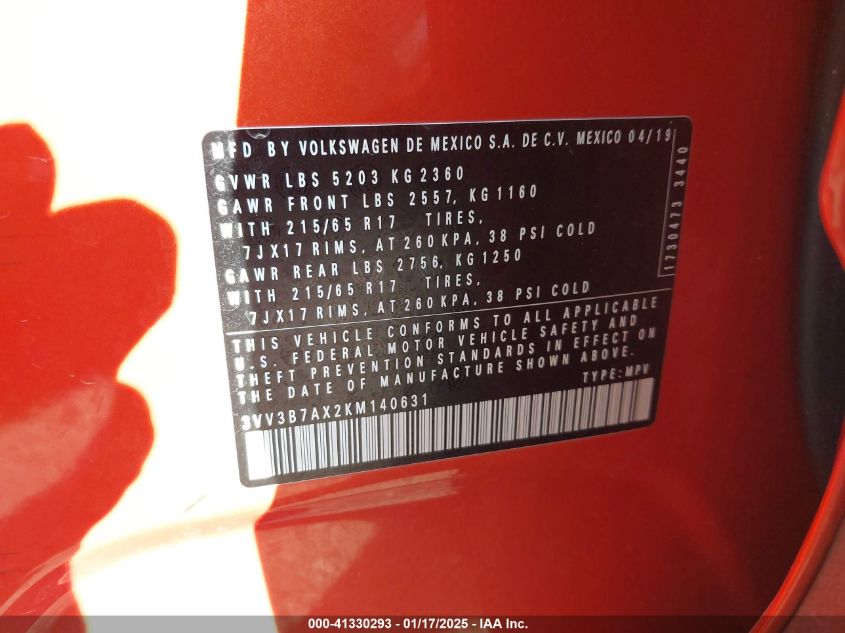 MFD BY VOLKSWAGEN DE MEXICO S.A. DE C.V. MEXICO 04/19
GVWR LBS 5203 KG 2360
GAWR FRONT LBS 2557, KG 1160
WITH 215/65 R17 TIRES,
7JX17 RIMS, AT 260 KPA, 38 PSI COLD
GAWR REAR LBS 2756, KG 1250
WITH 215/65 R17 TIRES,
7JX17 RIMS, AT 260 KPA, 38 PSI COLD
THIS VEHICLE CONFORMS TO ALL APPLICABLE
U.S. FEDERAL MOTOR VEHICLE SAFETY AND
THEFT PREVENTION STANDARDS IN EFFECT ON
THE DATE OF MANUFACTURE SHOWN ABOVE.
TYPE: MPV
3VV3B7AX2KM140631
1730473 3440
000-41330293 - 01/17/2025 - IAA Inc.